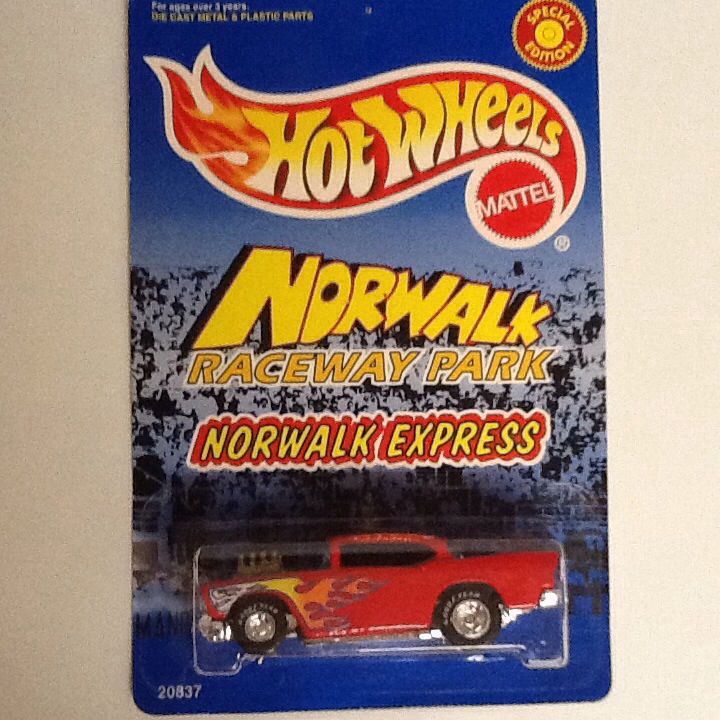 For ages over 3 years.
DIE CAST METAL & PLASTIC PARTS
SPECIAL
EDITION
HOT WHEELS
MATTEL
®
NORWALK
RACEWAY PARK
NORWALK EXPRESS
GOODYEAR
20837